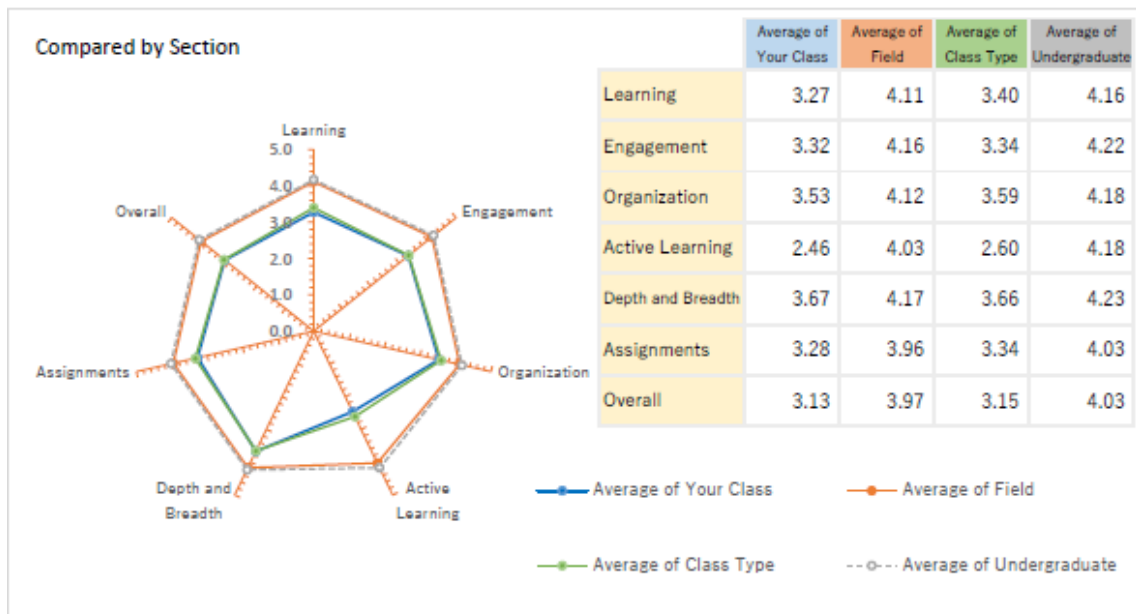 Compared by Section
Average of Your Class
Average of Field
Average of Class Type
Average of Undergraduate
Learning 3.27 4.11 3.40 4.16
Engagement 3.32 4.16 3.34 4.22
Organization 3.53 4.12 3.59 4.18
Active Learning 2.46 4.03 2.60 4.18
Depth and Breadth 3.67 4.17 3.66 4.23
Assignments 3.28 3.96 3.34 4.03
Overall 3.13 3.97 3.15 4.03
Learning
5.0
4.0
3.0
2.0
1.0
0.0
Engagement
Organization
Active
Learning
Depth and
Breadth
Assignments
Overall
Average of Your Class
Average of Field
Average of Class Type
Average of Undergraduate